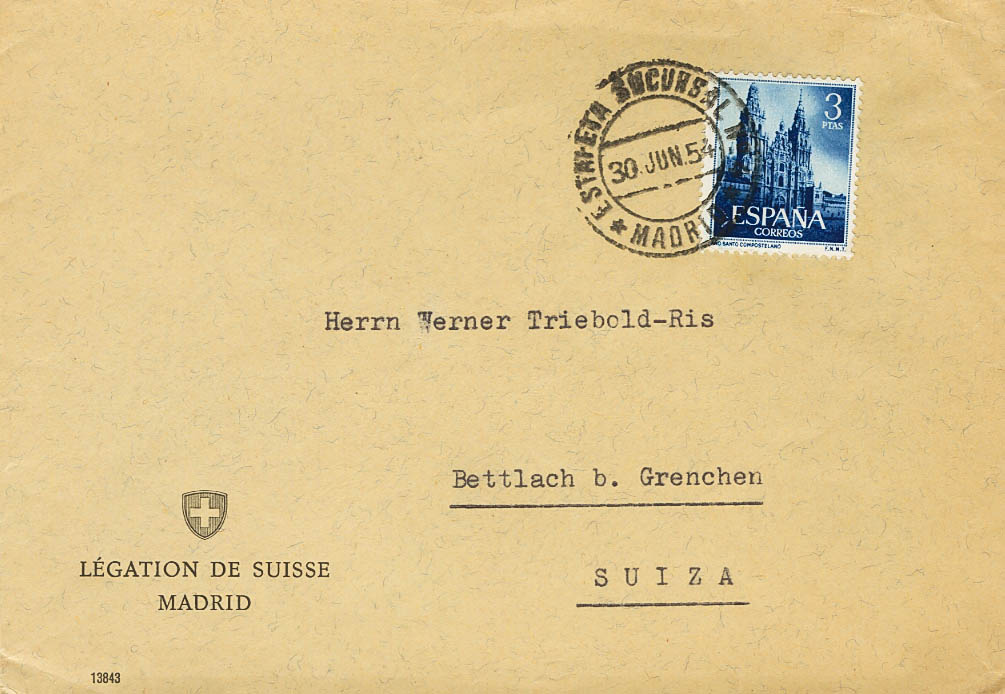 ESTAFETA SUCURSAL
30.JUN.54
* MADRID
3
PTAS
ESPAÑA
CORREOS
AÑO SANTO COMPOSTELANO
F.N.M.T.
Herrn Werner Triebold-Ris
Bettlach b. Grenchen
SUIZA
LÉGATION DE SUISSE
MADRID
13843